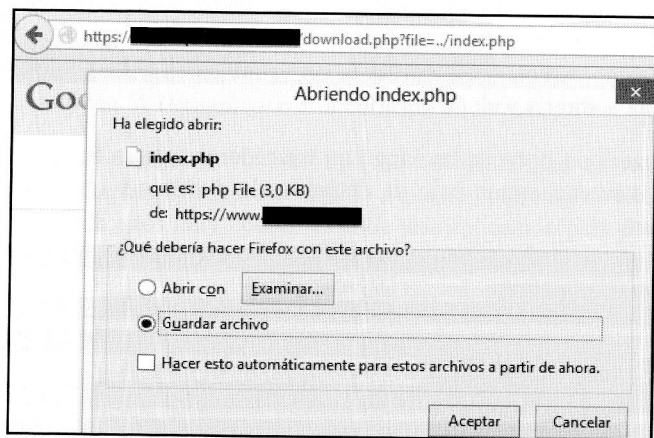 https:// /download.php?file=../index.php
Goo
Abriendo index.php
Ha elegido abrir:
index.php
que es: php File (3,0 KB)
de: https://www.
¿Qué debería hacer Firefox con este archivo?
Abrir con
Examinar...
Guardar archivo
Hacer esto automáticamente para estos archivos a partir de ahora.
Aceptar
Cancelar